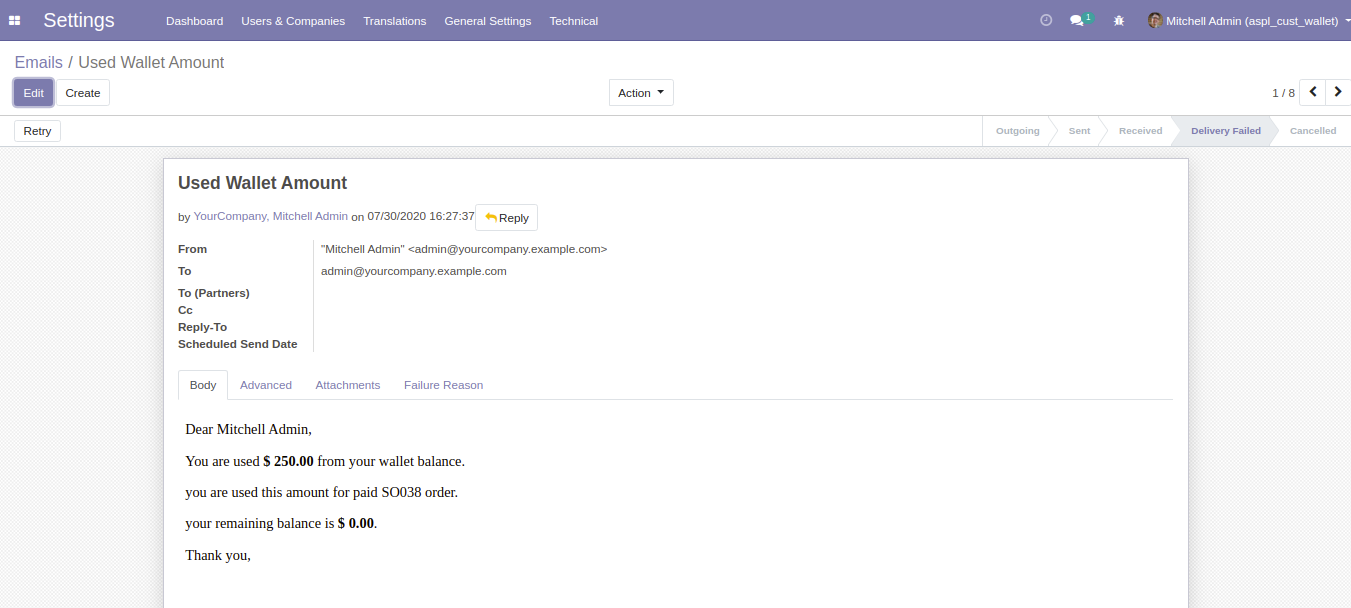 Settings Dashboard Users & Companies Translations General Settings Technical 1 Mitchell Admin (aspl_cust_wallet)
Emails / Used Wallet Amount
Edit Create Action 1 / 8
Retry Outgoing Sent Received Delivery Failed Cancelled
Used Wallet Amount
by YourCompany, Mitchell Admin on 07/30/2020 16:27:37 Reply
From "Mitchell Admin" <admin@yourcompany.example.com>
To admin@yourcompany.example.com
To (Partners)
Cc
Reply-To
Scheduled Send Date
Body Advanced Attachments Failure Reason
Dear Mitchell Admin,
You are used $ 250.00 from your wallet balance.
you are used this amount for paid SO038 order.
your remaining balance is $ 0.00.
Thank you,